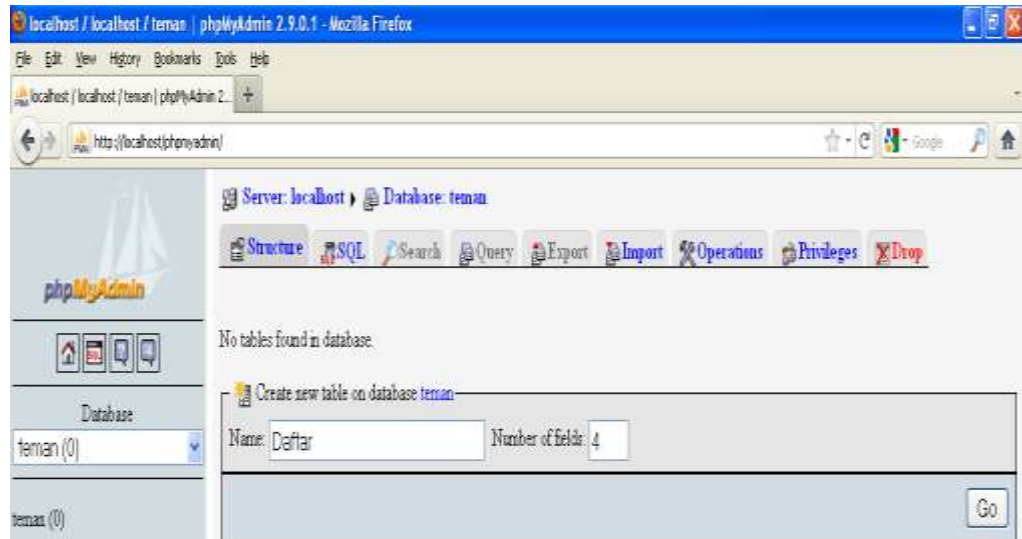 localhost / localhost / teman | phpMyAdmin 2.9.0.1 - Mozilla Firefox
File Edit View History Bookmarks Tools Help
localhost / localhost / teman | phpMyAdmin 2... +
http://localhost/phpmyadmin/ Google
phpMyAdmin
Server: localhost Database: teman
Structure SQL Search Query Export Import Operations Privileges Drop
No tables found in database.
Create new table on database teman
Name: Daftar Number of fields: 4
Go
SQL
Database
teman (0)
teman (0)